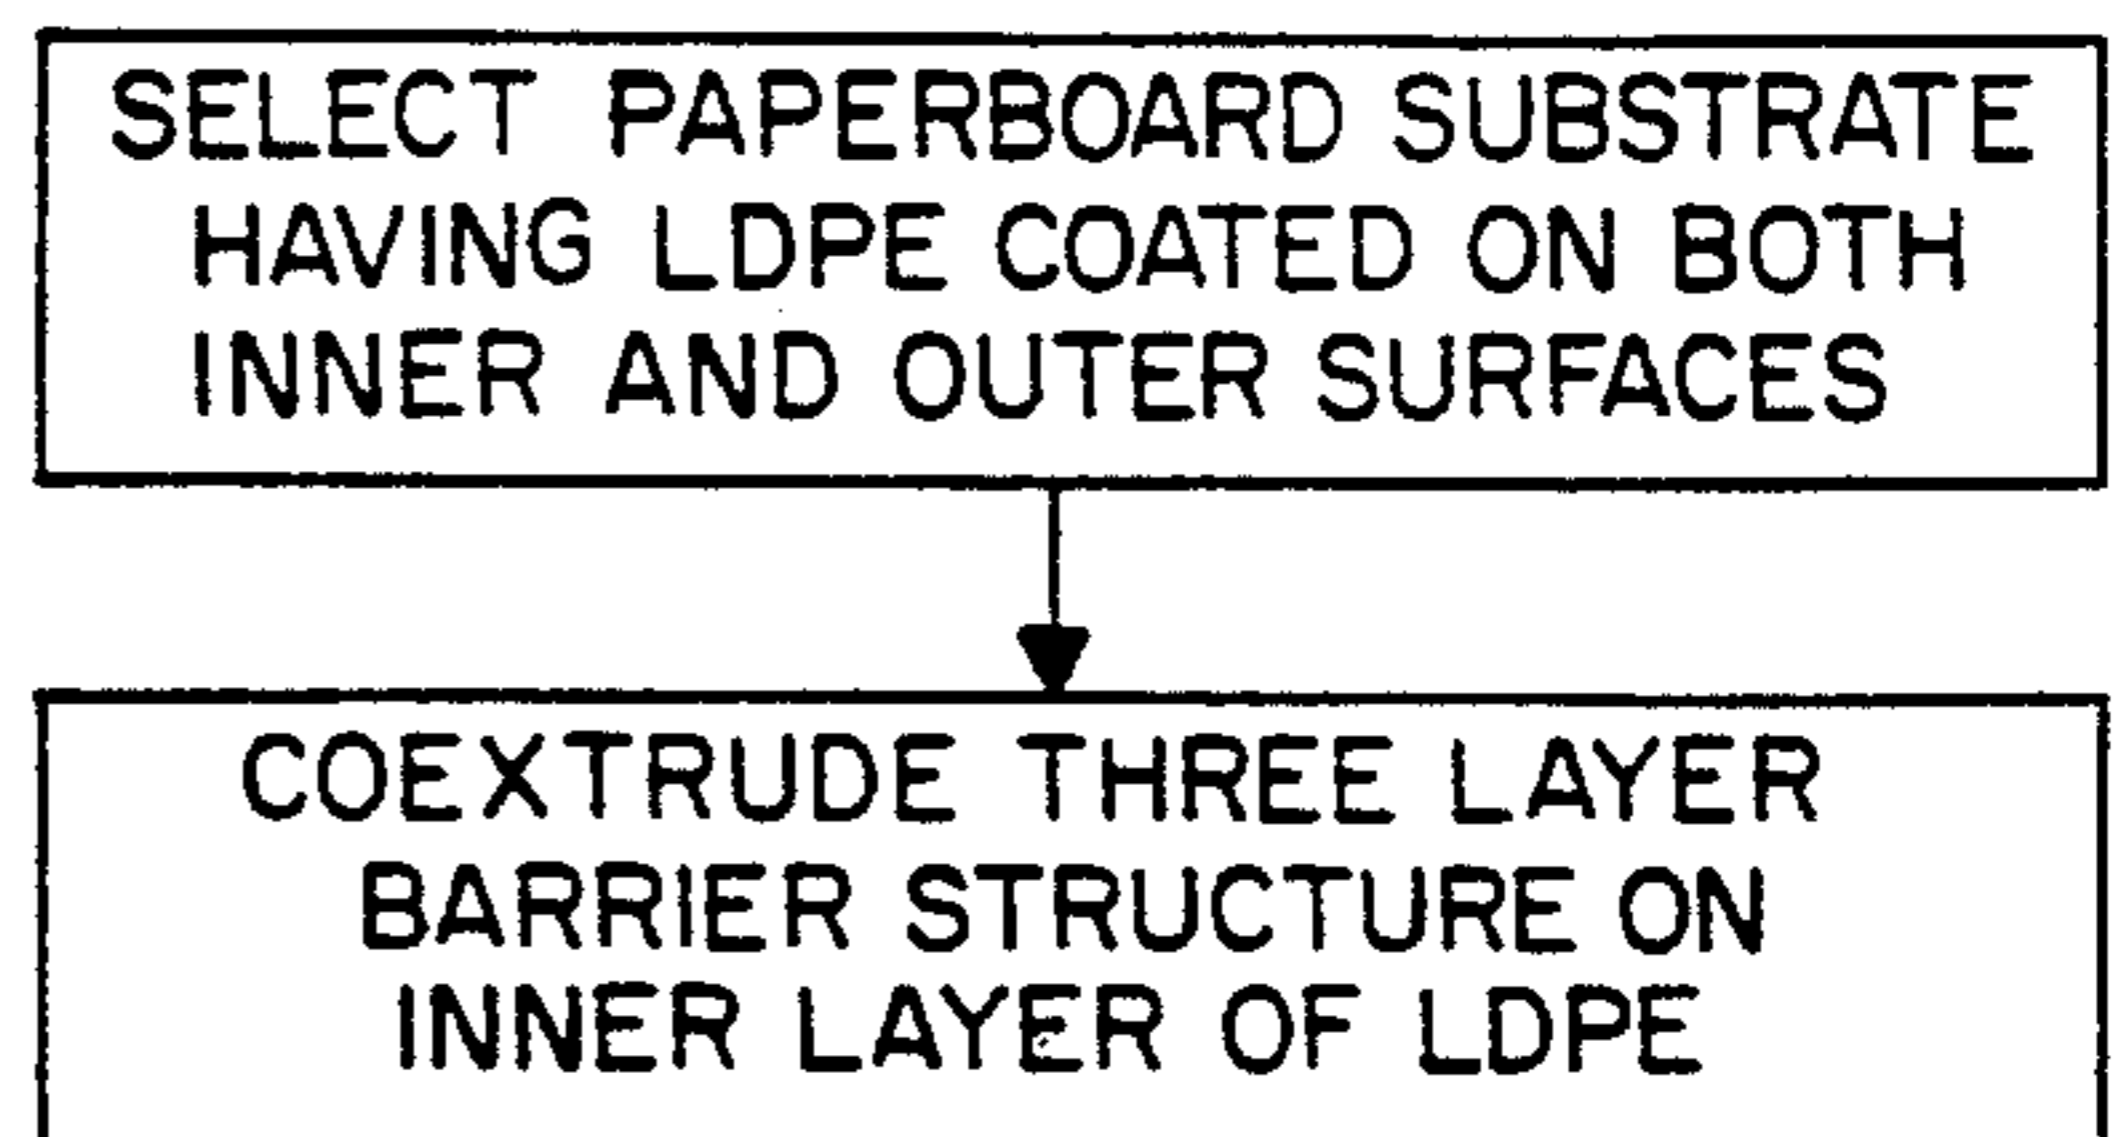 SELECT PAPERBOARD SUBSTRATE
HAVING LDPE COATED ON BOTH
INNER AND OUTER SURFACES
COEXTRUDE THREE LAYER
BARRIER STRUCTURE ON
INNER LAYER OF LDPE